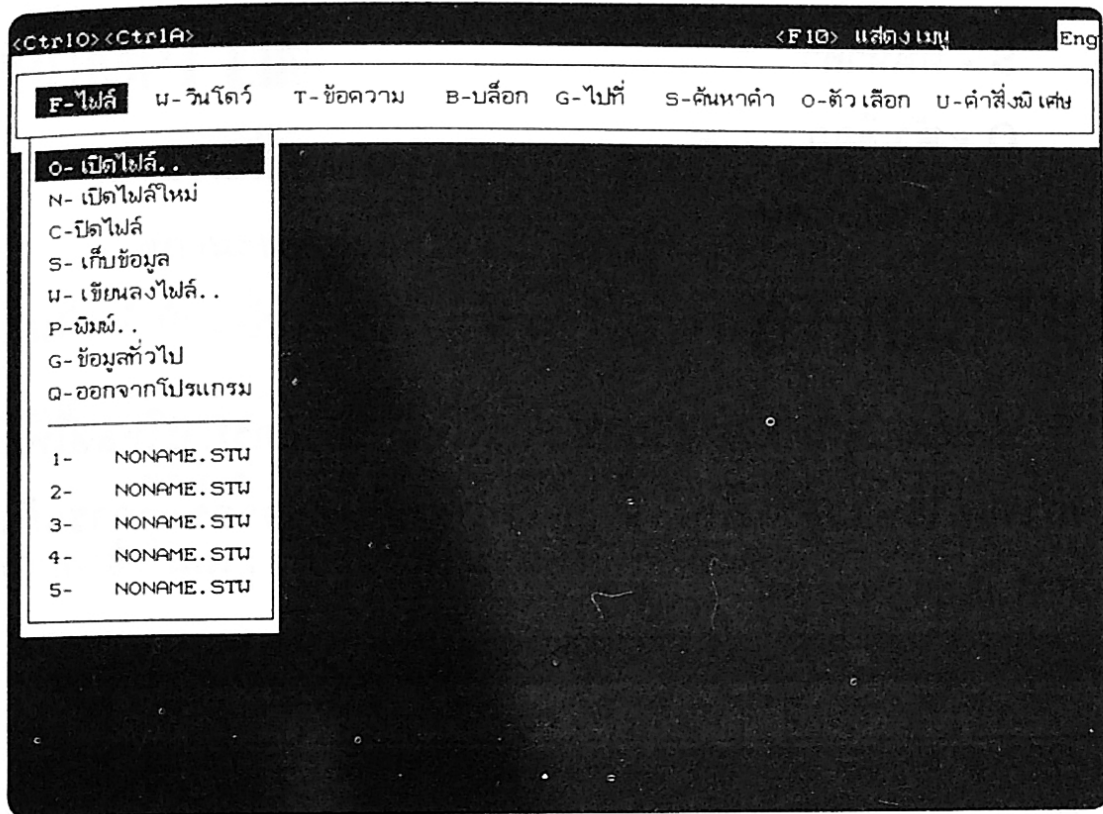 <CtrlO><CtrlA> <F10> แสดงเมนู Eng
F-ไฟล์ W-วินโดว์ T-ข้อความ B-บล็อก G-ไปที่ S-ค้นหาคำ O-ตัวเลือก U-คำสั่งพิเศษ
O-เปิดไฟล์..
N-เปิดไฟล์ใหม่
C-ปิดไฟล์
S-เก็บข้อมูล
W-เขียนลงไฟล์..
P-พิมพ์..
G-ข้อมูลทั่วไป
Q-ออกจากโปรแกรม
1- NONAME.STW
2- NONAME.STW
3- NONAME.STW
4- NONAME.STW
5- NONAME.STW